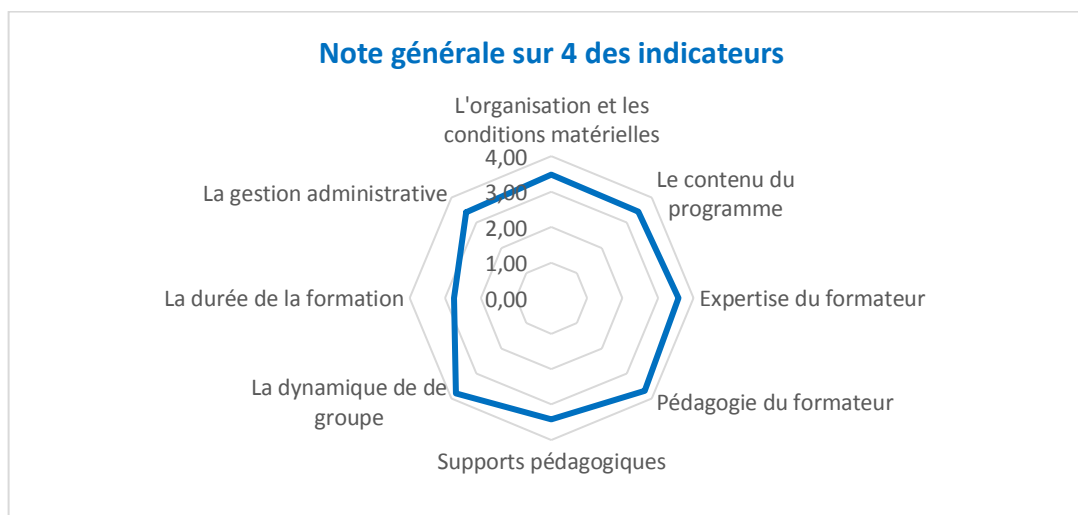 Note générale sur 4 des indicateurs
L'organisation et les
conditions matérielles
4,00
3,00
2,00
1,00
0,00
Le contenu du
programme
Expertise du formateur
Pédagogie du formateur
Supports pédagogiques
La dynamique de de
groupe
La durée de la formation
La gestion administrative